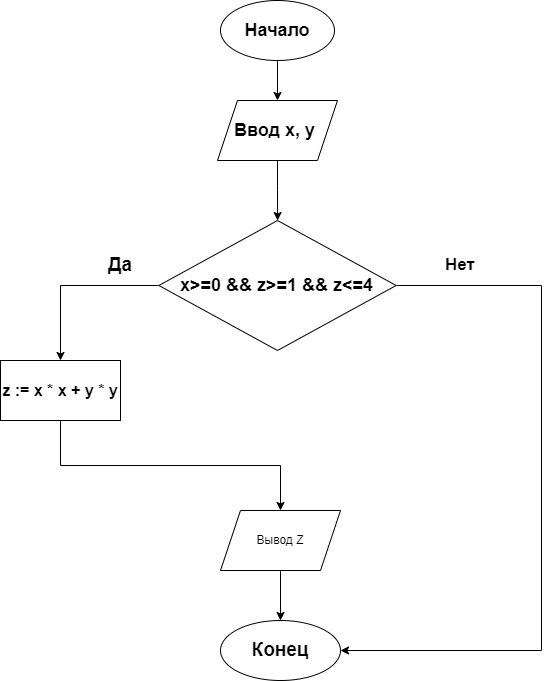 Начало
Ввод x, y
Да
Нет
x>=0 && z>=1 && z<=4
z := x * x + y * y
Вывод Z
Конец